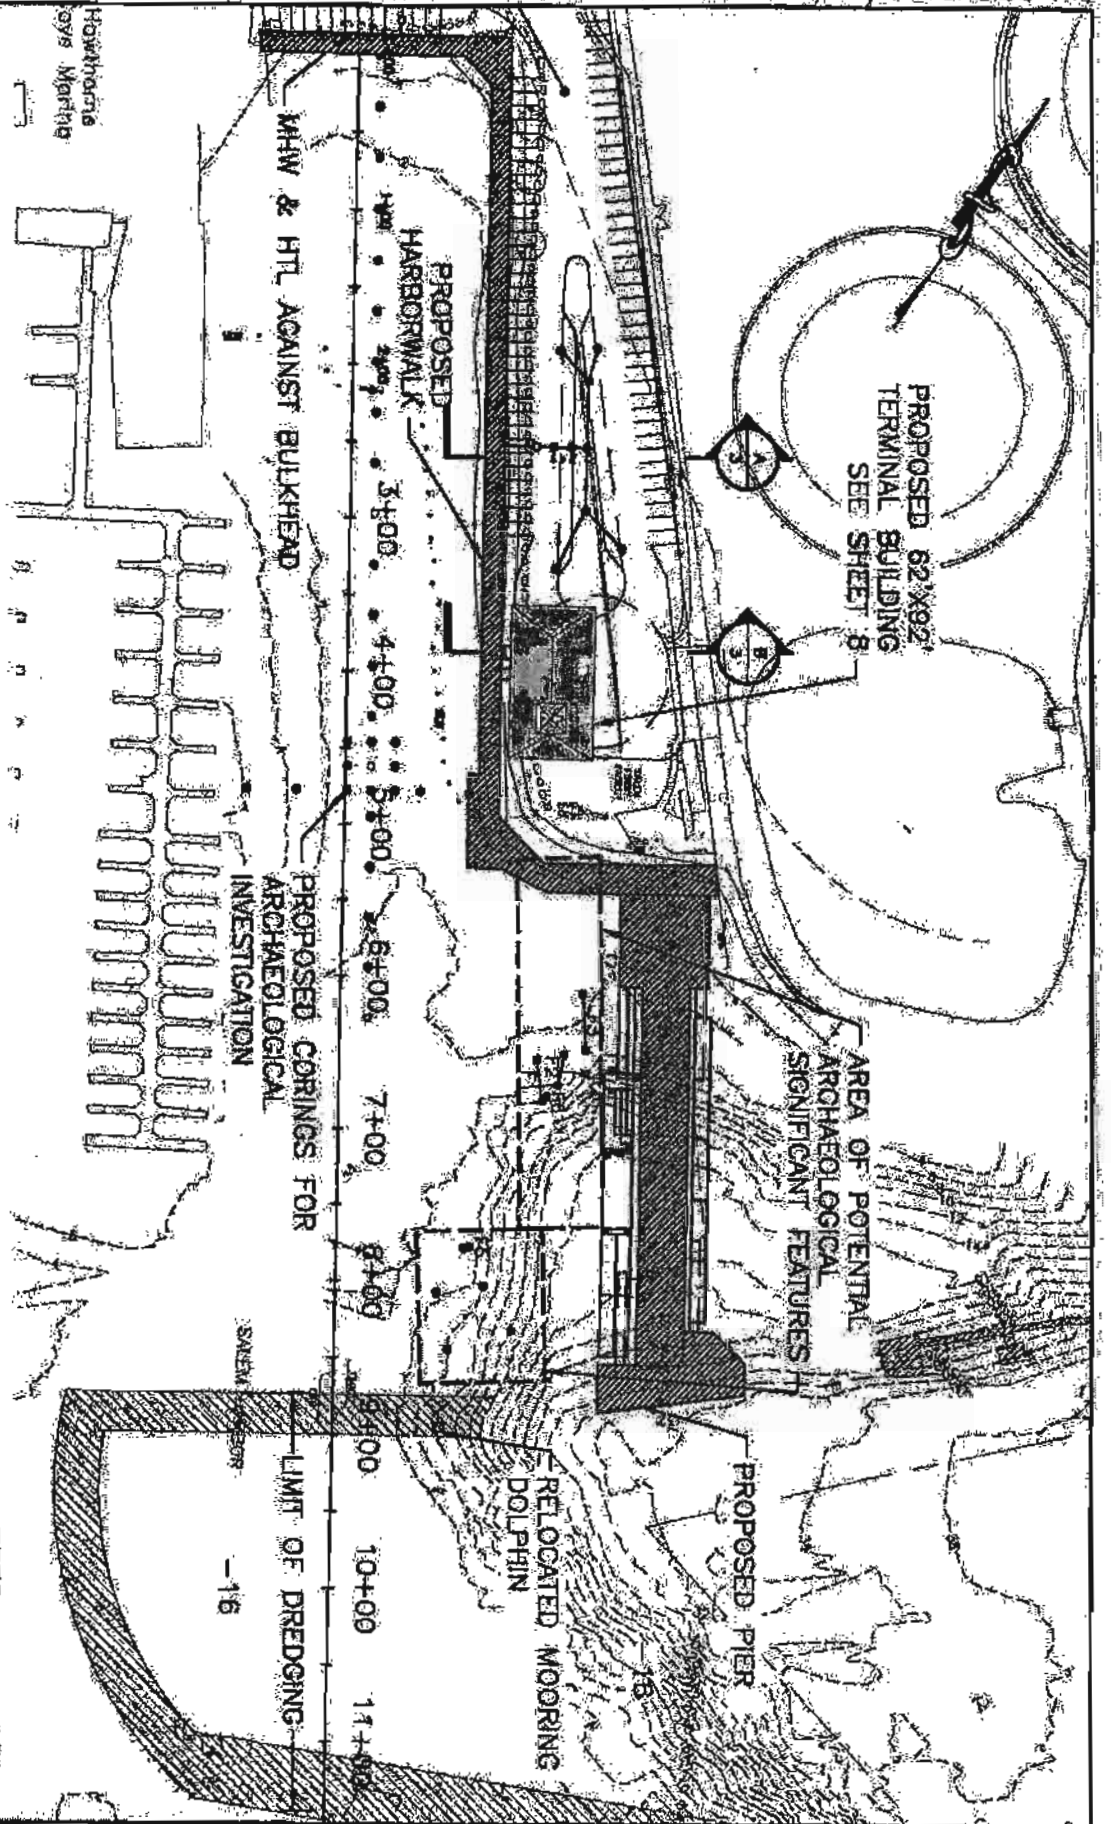 Hawthorne
MHW & HTL AGAINST BULKHEAD
PROPOSED
HARBORWALK
PROPOSED 62'X92'
TERMINAL BUILDING
SEE SHEET 8
A
3
B
3
3+00
4+00
5+00
6+00
7+00
8+00
9+00
10+00
11+00
PROPOSED CORINGS FOR
ARCHAEOLOGICAL
INVESTIGATION
AREA OF POTENTIAL
ARCHAEOLOGICAL
SIGNIFICANT FEATURES
RELOCATED MOORING
DOLPHIN
PROPOSED PIER
LIMIT OF DREDGING
-16